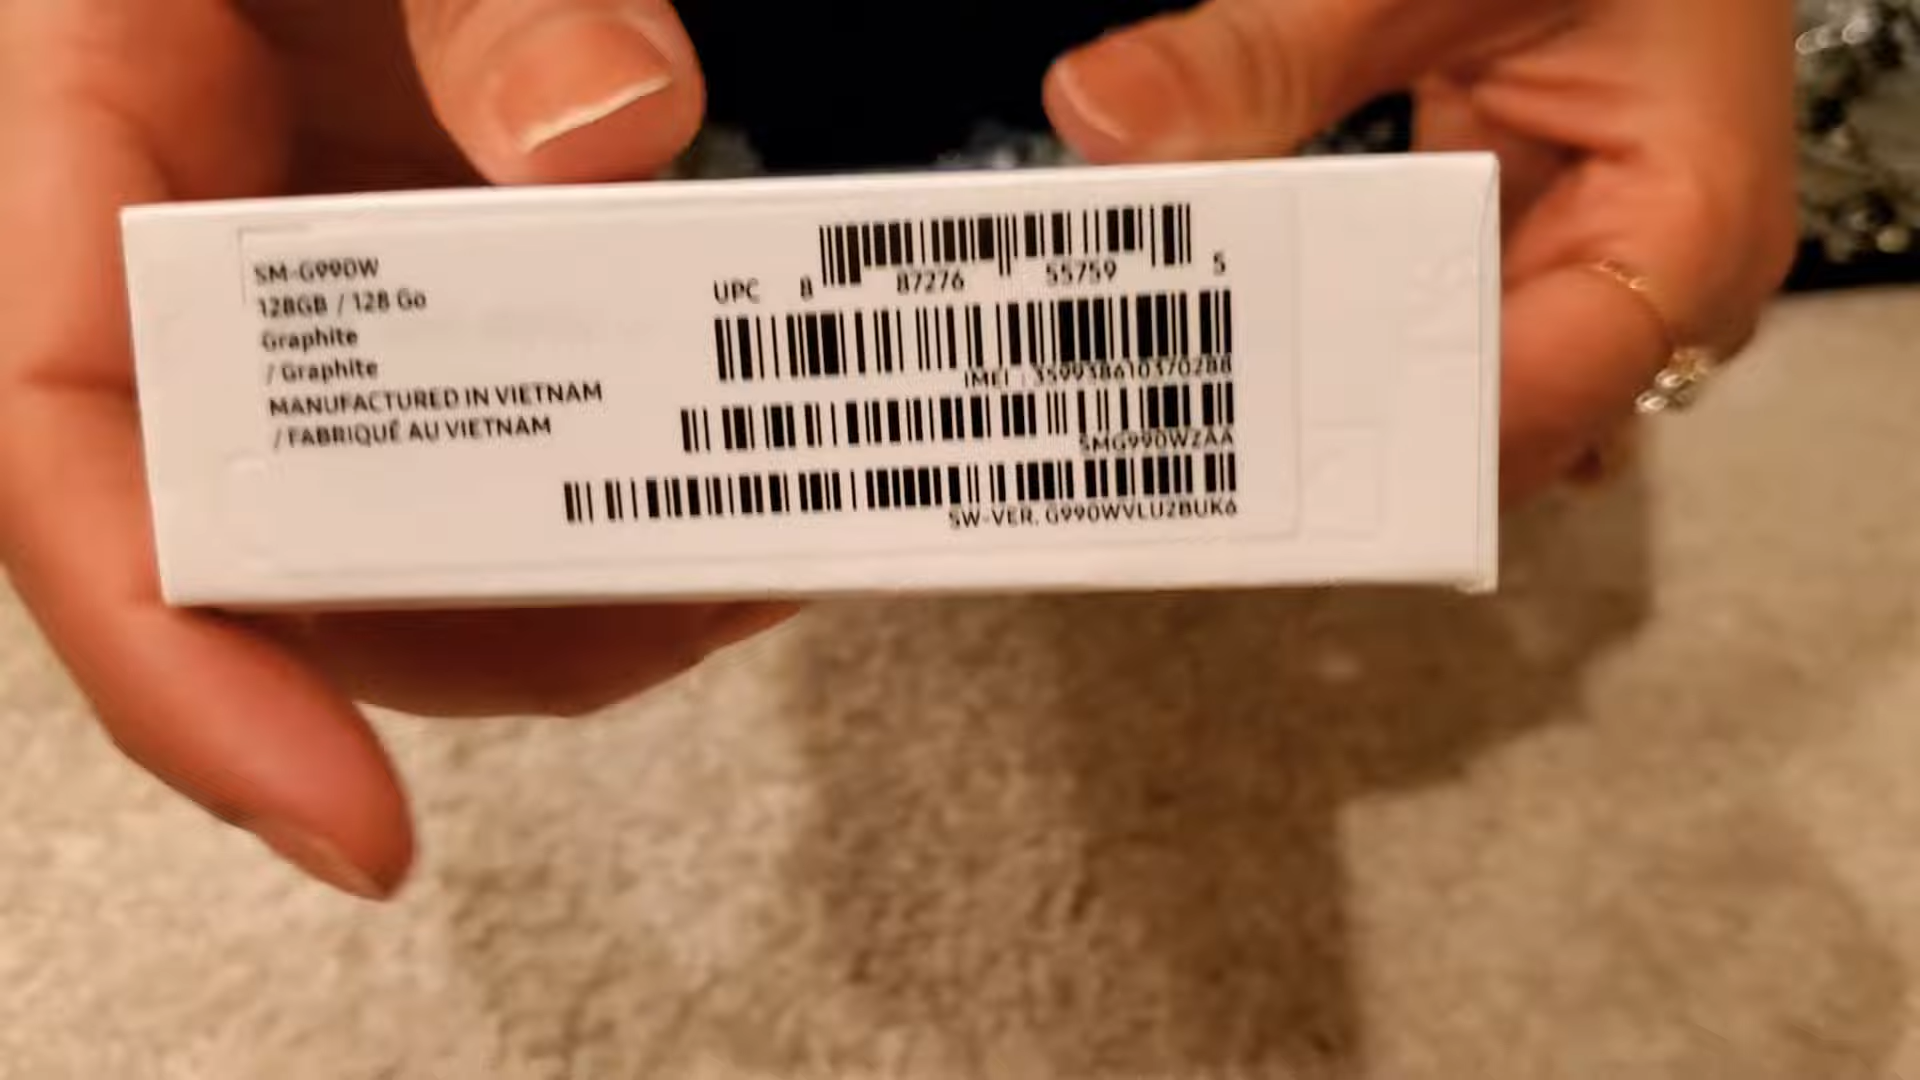 SM-G990W
128GB / 128 Go
Graphite
/ Graphite
MANUFACTURED IN VIETNAM
/ FABRIQUÉ AU VIETNAM
UPC 8 87276 55759 5
IMEI : 359938610370288
SMG990WZAA
SW-VER. G990WVLU2BUK6